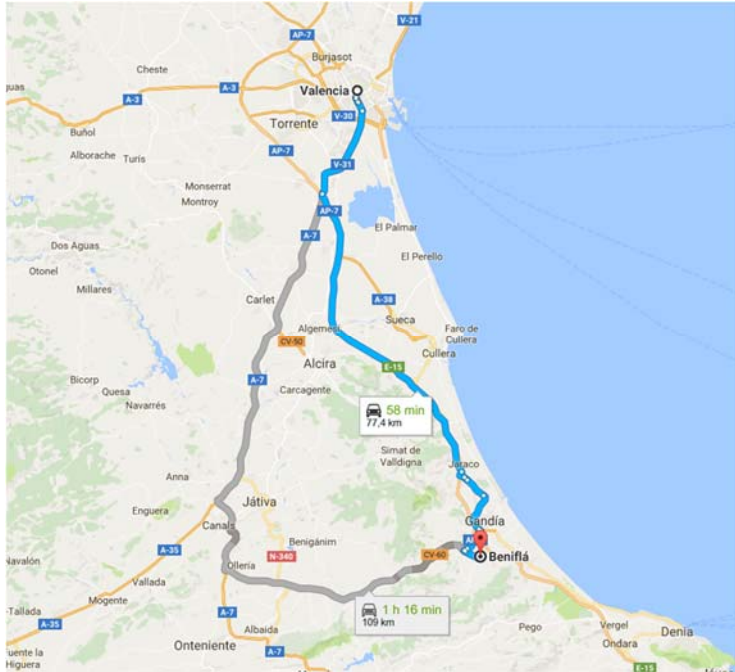 V-21
AP-7
Burjasot
Cheste
A-3
A-3
Valencia
guas
V-30
Buñol
Torrente
Alborache
Turís
AP-7
V-31
Monserrat
Montroy
AP-7
El Palmar
A-7
Dos Aguas
Otonel
El Perello
Millares
Carlet
A-38
Sueca
Faro de
Cullera
Algemesí
CV-50
Cullera
Alcira
E-15
A-7
Bicorp
Quesa
Carcagente
Navarrés
58 min
77,4 km
Simat de
Valldigna
Jaraco
Anna
Játiva
Enguera
Gandía
Canals
Benigánim
A-35
N-340
CV-60
Beniflá
Navalón
Olleria
Vallada
1 h 16 min
109 km
Mogente
-Tallada
A-7
Albaida
Pego
Vergel
Denia
A-35
Onteniente
Ondara
Fuente la
Higuera
E-15